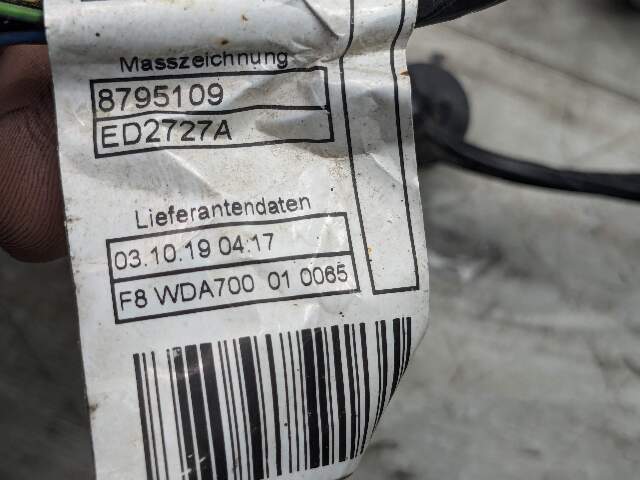 Masszeichnung
8795109
ED2727A
Lieferantendaten
03.10.19 04:17
F8 WDA700 01 0065